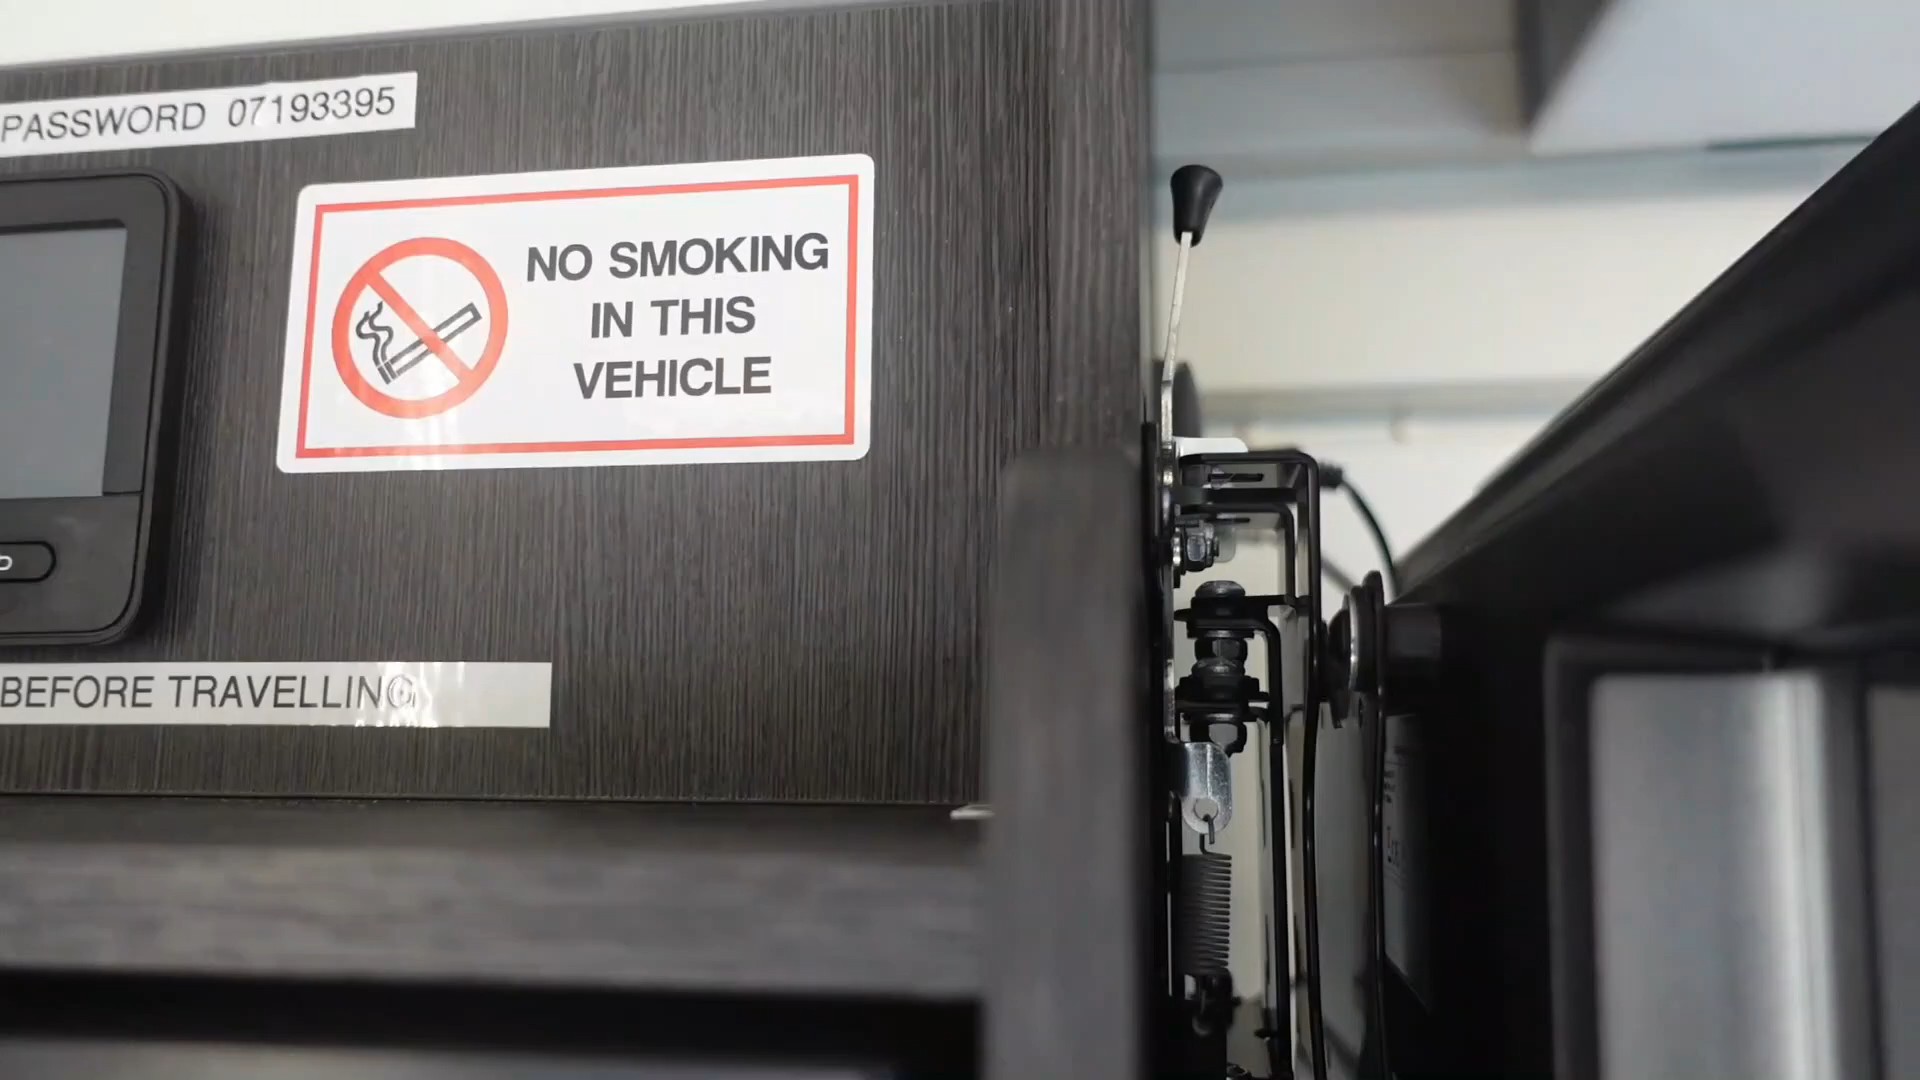 PASSWORD 07193395
NO SMOKING
IN THIS
VEHICLE
BEFORE TRAVELLING